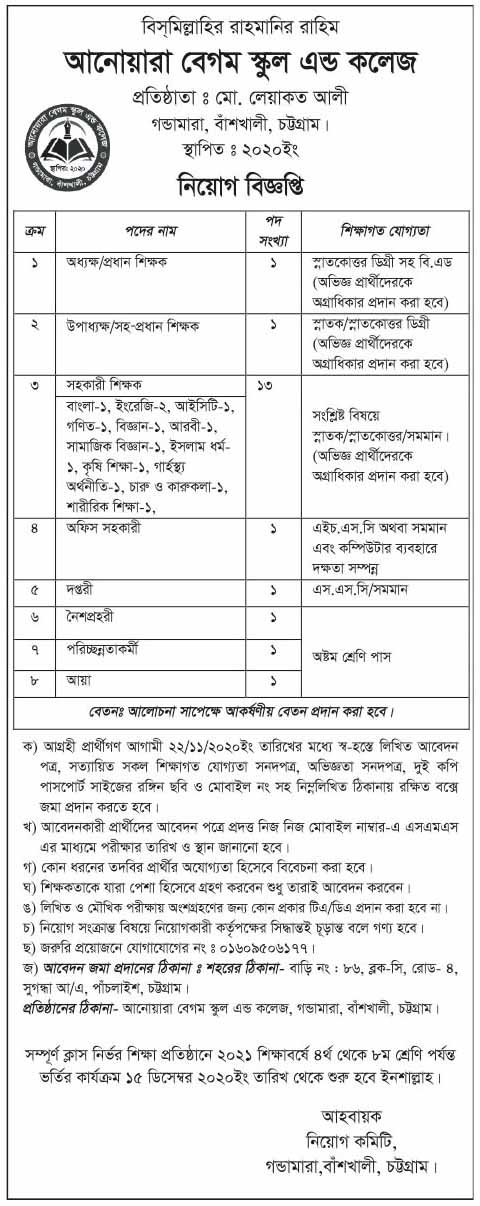 বিস্‌মিল্লাহির রাহমানির রাহিম
আনোয়ারা বেগম স্কুল এন্ড কলেজ
প্রতিষ্ঠাতা ঃ মো. লেয়াকত আলী
গন্ডামারা, বাঁশখালী, চট্টগ্রাম।
স্থাপিত ঃ ২০২০ইং
আনোয়ারা বেগম স্কুল এন্ড কলেজ
স্থাপিত: ২০২০
গন্ডামারা, বাঁশখালী, চট্টগ্রাম
নিয়োগ বিজ্ঞপ্তি
ক্রম পদের নাম পদ সংখ্যা শিক্ষাগত যোগ্যতা
১ অধ্যক্ষ/প্রধান শিক্ষক ১ স্নাতকোত্তর ডিগ্রী সহ বি.এড
(অভিজ্ঞ প্রার্থীদেরকে
অগ্রাধিকার প্রদান করা হবে)
২ উপাধ্যক্ষ/সহ-প্রধান শিক্ষক ১ স্নাতক/স্নাতকোত্তর ডিগ্রী
(অভিজ্ঞ প্রার্থীদেরকে
অগ্রাধিকার প্রদান করা হবে)
৩ সহকারী শিক্ষক ১৩
বাংলা-১, ইংরেজি-২, আইসিটি-১,
গণিত-১, বিজ্ঞান-১, আরবী-১,
সামাজিক বিজ্ঞান-১, ইসলাম ধর্ম-
১, কৃষি শিক্ষা-১, গার্হস্থ্য
অর্থনীতি-১, চারু ও কারুকলা-১,
শারীরিক শিক্ষা-১,
সংশ্লিষ্ট বিষয়ে
স্নাতক/স্নাতকোত্তর/সমমান।
(অভিজ্ঞ প্রার্থীদেরকে
অগ্রাধিকার প্রদান করা হবে)
৪ অফিস সহকারী ১ এইচ.এস.সি অথবা সমমান
এবং কম্পিউটার ব্যবহারে
দক্ষতা সম্পন্ন
৫ দপ্তরী ১ এস.এস.সি/সমমান
৬ নৈশপ্রহরী ১
৭ পরিচ্ছন্নতাকর্মী ১ অষ্টম শ্রেণি পাস
৮ আয়া ১
বেতনঃ আলোচনা সাপেক্ষে আকর্ষণীয় বেতন প্রদান করা হবে।
ক) আগ্রহী প্রার্থীগণ আগামী ২২/১১/২০২০ইং তারিখের মধ্যে স্ব-হস্তে লিখিত আবেদন
পত্র, সত্যায়িত সকল শিক্ষাগত যোগ্যতা সনদপত্র, অভিজ্ঞতা সনদপত্র, দুই কপি
পাসপোর্ট সাইজের রঙ্গিন ছবি ও মোবাইল নং সহ নিম্নলিখিত ঠিকানায় রক্ষিত বক্সে
জমা প্রদান করতে হবে।
খ) আবেদনকারী প্রার্থীদের আবেদন পত্রে প্রদত্ত নিজ নিজ মোবাইল নাম্বার-এ এসএমএস
এর মাধ্যমে পরীক্ষার তারিখ ও স্থান জানানো হবে।
গ) কোন ধরনের তদবির প্রার্থীর অযোগ্যতা হিসেবে বিবেচনা করা হবে।
ঘ) শিক্ষকতাকে যারা পেশা হিসেবে গ্রহণ করবেন শুধু তারাই আবেদন করবেন।
ঙ) লিখিত ও মৌখিক পরীক্ষায় অংশগ্রহণের জন্য কোন প্রকার টিএ/ডিএ প্রদান করা হবে না।
চ) নিয়োগ সংক্রান্ত বিষয়ে নিয়োগকারী কর্তৃপক্ষের সিদ্ধান্তই চূড়ান্ত বলে গণ্য হবে।
ছ) জরুরি প্রয়োজনে যোগাযোগের নং ঃ ০১৬০৯৫০৬১৭৭।
জ) আবেদন জমা প্রদানের ঠিকানা ঃ শহরের ঠিকানা- বাড়ি নং : ৮৬, ব্লক-সি, রোড- ৪,
সুগন্ধা আ/এ, পাঁচলাইশ, চট্টগ্রাম।
প্রতিষ্ঠানের ঠিকানা- আনোয়ারা বেগম স্কুল এন্ড কলেজ, গন্ডামারা, বাঁশখালী, চট্টগ্রাম।
সম্পূর্ণ ক্লাস নির্ভর শিক্ষা প্রতিষ্ঠানে ২০২১ শিক্ষাবর্ষে ৪র্থ থেকে ৮ম শ্রেণি পর্যন্ত
ভর্তির কার্যক্রম ১৫ ডিসেম্বর ২০২০ইং তারিখ থেকে শুরু হবে ইনশাল্লাহ।
আহবায়ক
নিয়োগ কমিটি,
গন্ডামারা,বাঁশখালী, চট্টগ্রাম।